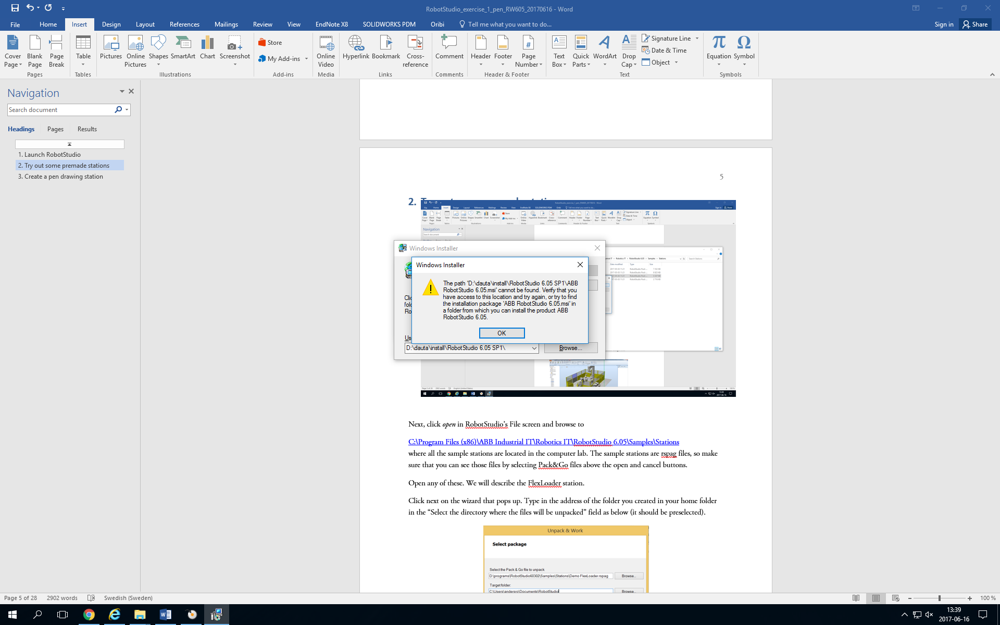 RobotStudio_exercise_1_pen_RW605_20170616 - Word
File Home Insert Design Layout References Mailings Review View EndNote X8 SOLIDWORKS PDM Oribi Tell me what you want to do... Sign in Share
Cover Page
Blank Page
Page Break
Pages
Table
Tables
Pictures
Online Pictures
Shapes
SmartArt
Chart
Screenshot
Illustrations
Store
My Add-ins
Add-ins
Online Video
Media
Hyperlink
Bookmark
Cross-reference
Links
Comment
Comments
Header
Footer
Page Number
Header & Footer
Text Box
Quick Parts
WordArt
Drop Cap
Signature Line
Date & Time
Object
Text
Equation
Symbol
Symbols
Navigation
Search document
Headings Pages Results
1. Launch RobotStudio
2. Try out some premade stations
3. Create a pen drawing station
5
2.
Windows Installer
Windows Installer
The path 'D:\dauta\install\RobotStudio 6.05 SP1\ABB
RobotStudio 6.05.msi' cannot be found. Verify that you
have access to this location and try again, or try to find
the installation package 'ABB RobotStudio 6.05.msi' in
a folder from which you can install the product ABB
RobotStudio 6.05.
OK
D:\dauta\install\RobotStudio 6.05 SP1\
Browse...
Next, click open in RobotStudio's File screen and browse to
C:\Program Files (x86)\ABB Industrial IT\Robotics IT\RobotStudio 6.05\Samples\Stations
where all the sample stations are located in the computer lab. The sample stations are rspag files, so make
sure that you can see those files by selecting Pack&Go files above the open and cancel buttons.
Open any of these. We will describe the FlexLoader station.
Click next on the wizard that pops up. Type in the address of the folder you created in your home folder
in the “Select the directory where the files will be unpacked” field as below (it should be preselected).
Unpack & Work
Select package
Select the Pack & Go file to unpack
D:\programs\RobotStudio60302\Samples\Stations\Demo FlexLoader.rspag Browse...
Target folder:
C:\Users\andersro\Documents\RobotStudio Browse...
Page 5 of 28 2902 words Swedish (Sweden) 100 %
13:39
2017-06-16